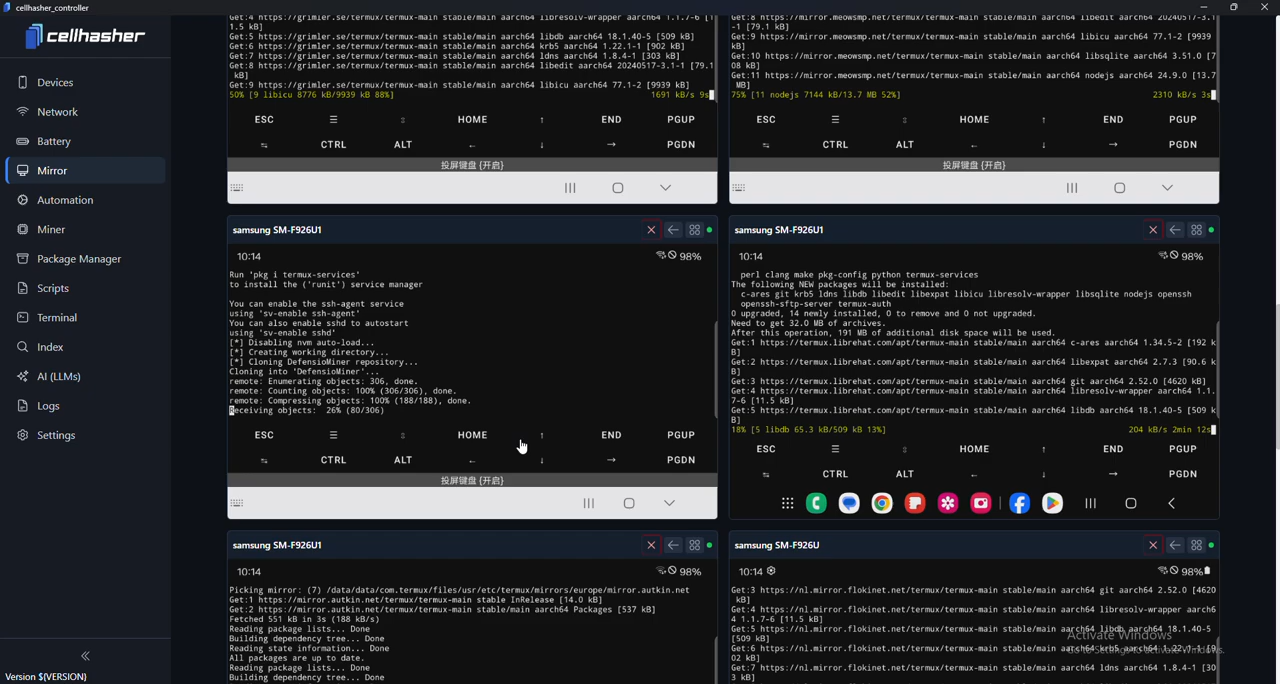 cellhasher_controller
cellhasher
Devices
Network
Battery
Mirror
Automation
Miner
Package Manager
Scripts
Terminal
Index
AI (LLMs)
Logs
Settings
Version ${VERSION}
Get:4 https://grimler.se/termux/termux-main stable/main aarch64 libresolv-wrapper aarch64 1.1.7-6 [1
1.5 kB]
Get:5 https://grimler.se/termux/termux-main stable/main aarch64 libdb aarch64 18.1.40-5 [509 kB]
Get:6 https://grimler.se/termux/termux-main stable/main aarch64 krb5 aarch64 1.22.1-1 [902 kB]
Get:7 https://grimler.se/termux/termux-main stable/main aarch64 ldns aarch64 1.8.4-1 [303 kB]
Get:8 https://grimler.se/termux/termux-main stable/main aarch64 libedit aarch64 20240517-3.1-1 [79.1
kB]
Get:9 https://grimler.se/termux/termux-main stable/main aarch64 libicu aarch64 77.1-2 [9939 kB]
50% [9 libicu 8776 kB/9939 kB 88%] 1691 kB/s 9s
ESC HOME ↑ END PGUP
CTRL ALT ← ↓ → PGDN
投屏键盘 {开启}
Get:8 https://mirror.meowsmp.net/termux/termux-main stable/main aarch64 libedit aarch64 20240517-3.1
-1 [79.1 kB]
Get:9 https://mirror.meowsmp.net/termux/termux-main stable/main aarch64 libicu aarch64 77.1-2 [9939
kB]
Get:10 https://mirror.meowsmp.net/termux/termux-main stable/main aarch64 libsqlite aarch64 3.51.0 [7
08 kB]
Get:11 https://mirror.meowsmp.net/termux/termux-main stable/main aarch64 nodejs aarch64 24.9.0 [13.7
MB]
75% [11 nodejs 7144 kB/13.7 MB 52%] 2310 kB/s 3s
ESC HOME ↑ END PGUP
CTRL ALT ← ↓ → PGDN
投屏键盘 {开启}
samsung SM-F926U1
10:14 98%
Run 'pkg i termux-services'
to install the ('runit') service manager
You can enable the ssh-agent service
using 'sv-enable ssh-agent'
You can also enable sshd to autostart
using 'sv-enable sshd'
[*] Disabling nvm auto-load...
[*] Creating working directory...
[*] Cloning DefensioMiner repository...
Cloning into 'DefensioMiner'...
remote: Enumerating objects: 306, done.
remote: Counting objects: 100% (306/306), done.
remote: Compressing objects: 100% (188/188), done.
Receiving objects: 26% (80/306)
ESC HOME ↑ END PGUP
CTRL ALT ← ↓ → PGDN
投屏键盘 {开启}
samsung SM-F926U1
10:14 98%
perl clang make pkg-config python termux-services
The following NEW packages will be installed:
c-ares git krb5 ldns libdb libedit libexpat libicu libresolv-wrapper libsqlite nodejs openssh
openssh-sftp-server termux-auth
0 upgraded, 14 newly installed, 0 to remove and 0 not upgraded.
Need to get 32.0 MB of archives.
After this operation, 191 MB of additional disk space will be used.
Get:1 https://termux.librehat.com/apt/termux-main stable/main aarch64 c-ares aarch64 1.34.5-2 [192 k
B]
Get:2 https://termux.librehat.com/apt/termux-main stable/main aarch64 libexpat aarch64 2.7.3 [90.6 k
B]
Get:3 https://termux.librehat.com/apt/termux-main stable/main aarch64 git aarch64 2.52.0 [4620 kB]
Get:4 https://termux.librehat.com/apt/termux-main stable/main aarch64 libresolv-wrapper aarch64 1.1.
7-6 [11.5 kB]
Get:5 https://termux.librehat.com/apt/termux-main stable/main aarch64 libdb aarch64 18.1.40-5 [509 k
B]
18% [5 libdb 65.3 kB/509 kB 13%] 204 kB/s 2min 12s
ESC HOME ↑ END PGUP
CTRL ALT ← ↓ → PGDN
samsung SM-F926U1
10:14 98%
Picking mirror: (7) /data/data/com.termux/files/usr/etc/termux/mirrors/europe/mirror.autkin.net
Get:1 https://mirror.autkin.net/termux/termux-main stable InRelease [14.0 kB]
Get:2 https://mirror.autkin.net/termux/termux-main stable/main aarch64 Packages [537 kB]
Fetched 551 kB in 3s (188 kB/s)
Reading package lists... Done
Building dependency tree... Done
Reading state information... Done
All packages are up to date.
Reading package lists... Done
Building dependency tree... Done
samsung SM-F926U
10:14 98%
Get:3 https://nl.mirror.flokinet.net/termux/termux-main stable/main aarch64 git aarch64 2.52.0 [4620
kB]
Get:4 https://nl.mirror.flokinet.net/termux/termux-main stable/main aarch64 libresolv-wrapper aarch6
4 1.1.7-6 [11.5 kB]
Get:5 https://nl.mirror.flokinet.net/termux/termux-main stable/main aarch64 libdb aarch64 18.1.40-5
[509 kB]
Get:6 https://nl.mirror.flokinet.net/termux/termux-main stable/main aarch64 krb5 aarch64 1.22.1-1 [9
02 kB]
Get:7 https://nl.mirror.flokinet.net/termux/termux-main stable/main aarch64 ldns aarch64 1.8.4-1 [30
3 kB]
Activate Windows
Go to Settings to activate Windows.